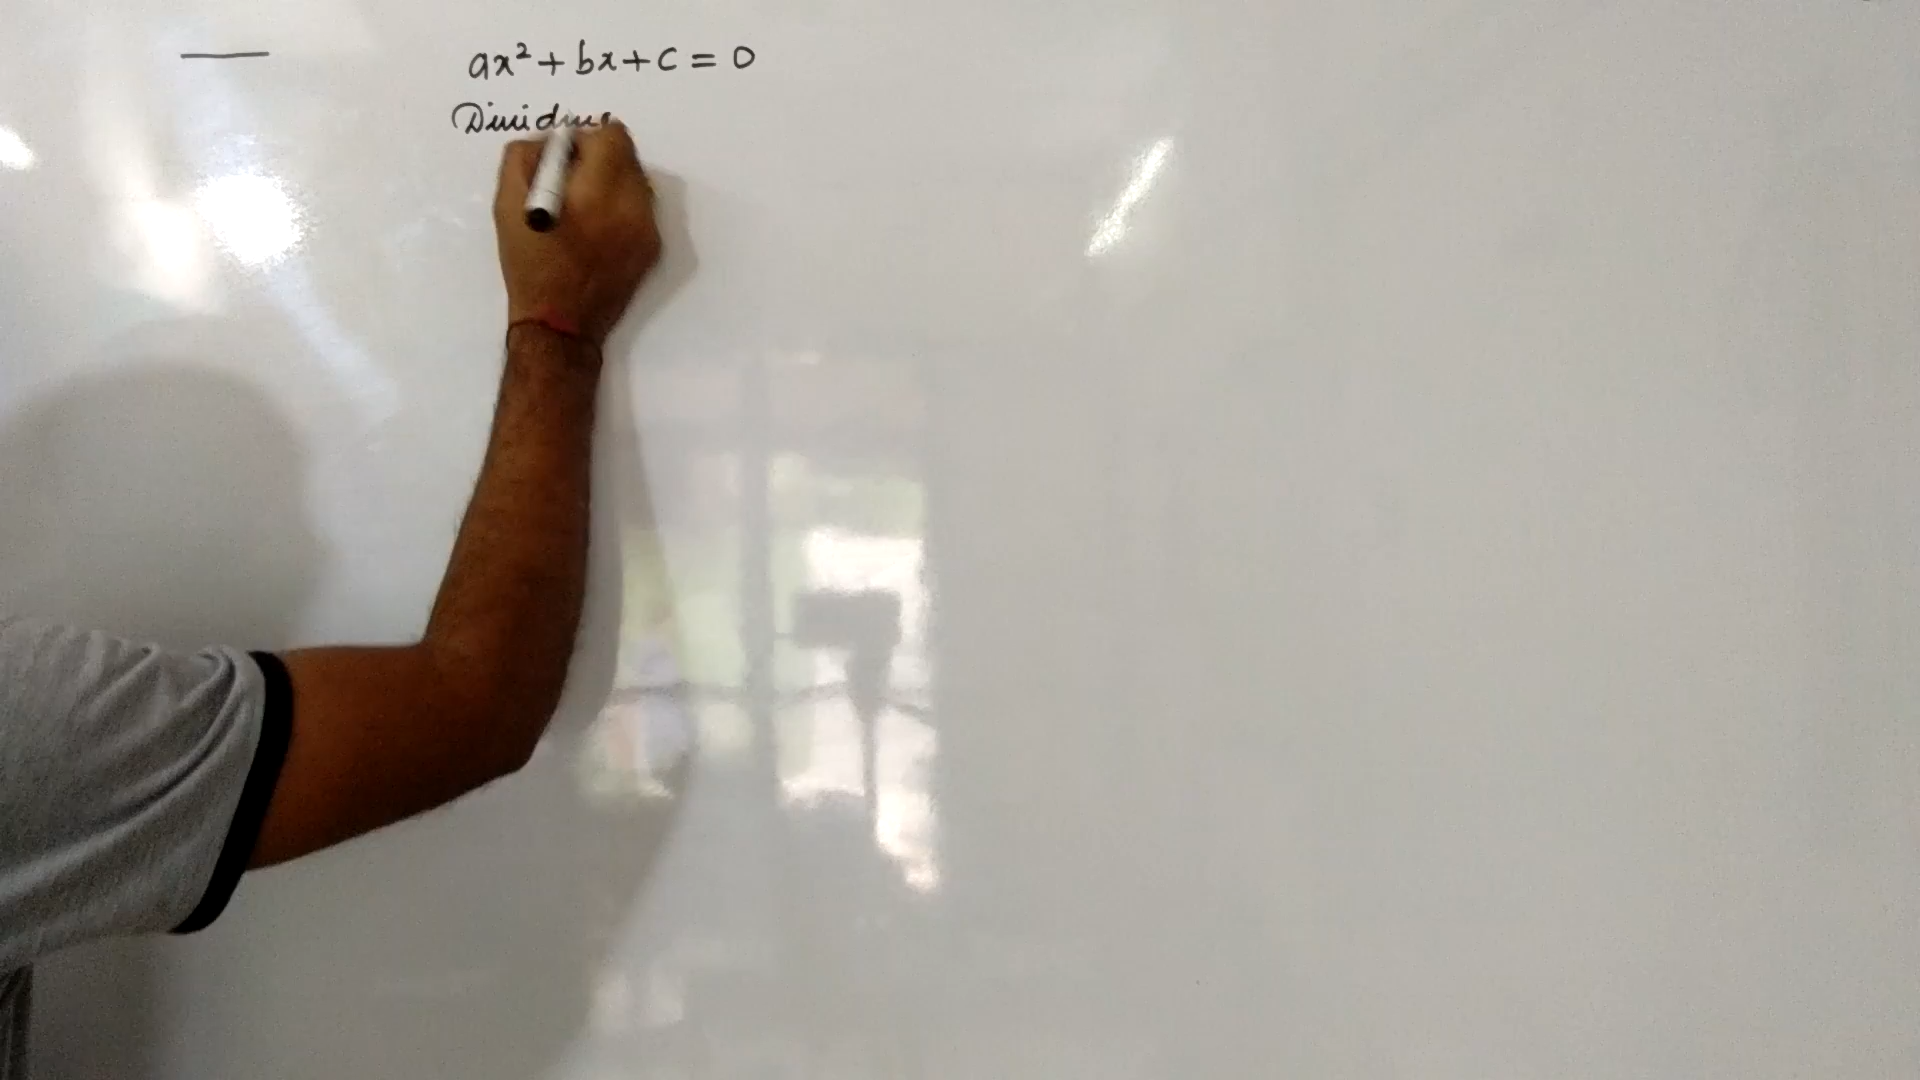 ax² + bx + c = 0
Dividing